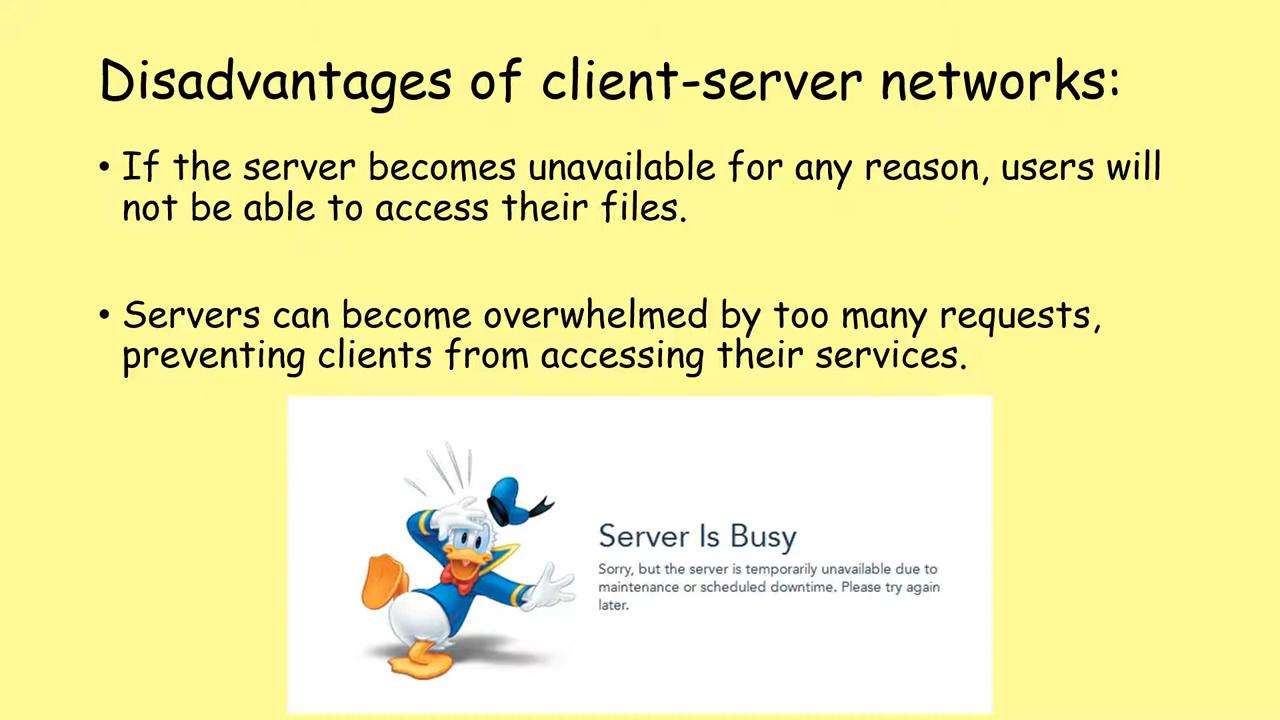 Disadvantages of client-server networks:
• If the server becomes unavailable for any reason, users will
not be able to access their files.
• Servers can become overwhelmed by too many requests,
preventing clients from accessing their services.
Server Is Busy
Sorry, but the server is temporarily unavailable due to
maintenance or scheduled downtime. Please try again
later.